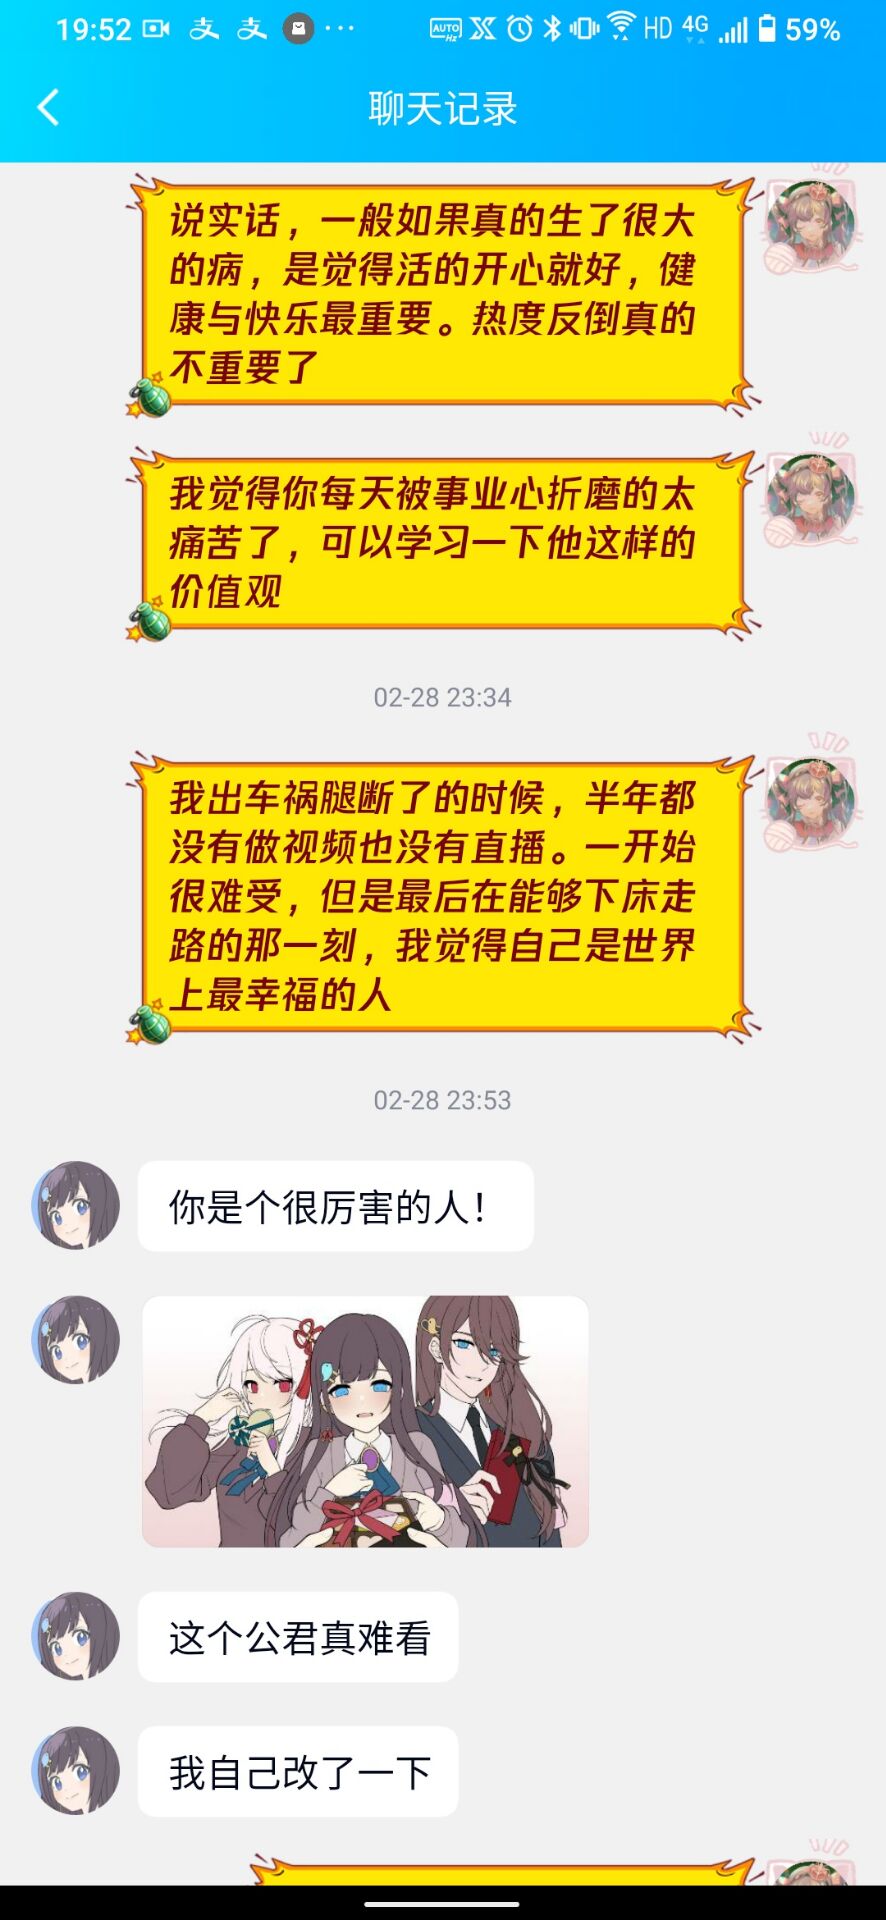 19:52 支 支 ··· AUTO Hz HD 4G 59%
聊天记录
说实话，一般如果真的生了很大
的病，是觉得活的开心就好，健
康与快乐最重要。热度反倒真的
不重要了
我觉得你每天被事业心折磨的太
痛苦了，可以学习一下他这样的
价值观
02-28 23:34
我出车祸腿断了的时候，半年都
没有做视频也没有直播。一开始
很难受，但是最后在能够下床走
路的那一刻，我觉得自己是世界
上最幸福的人
02-28 23:53
你是个很厉害的人！
这个公君真难看
我自己改了一下